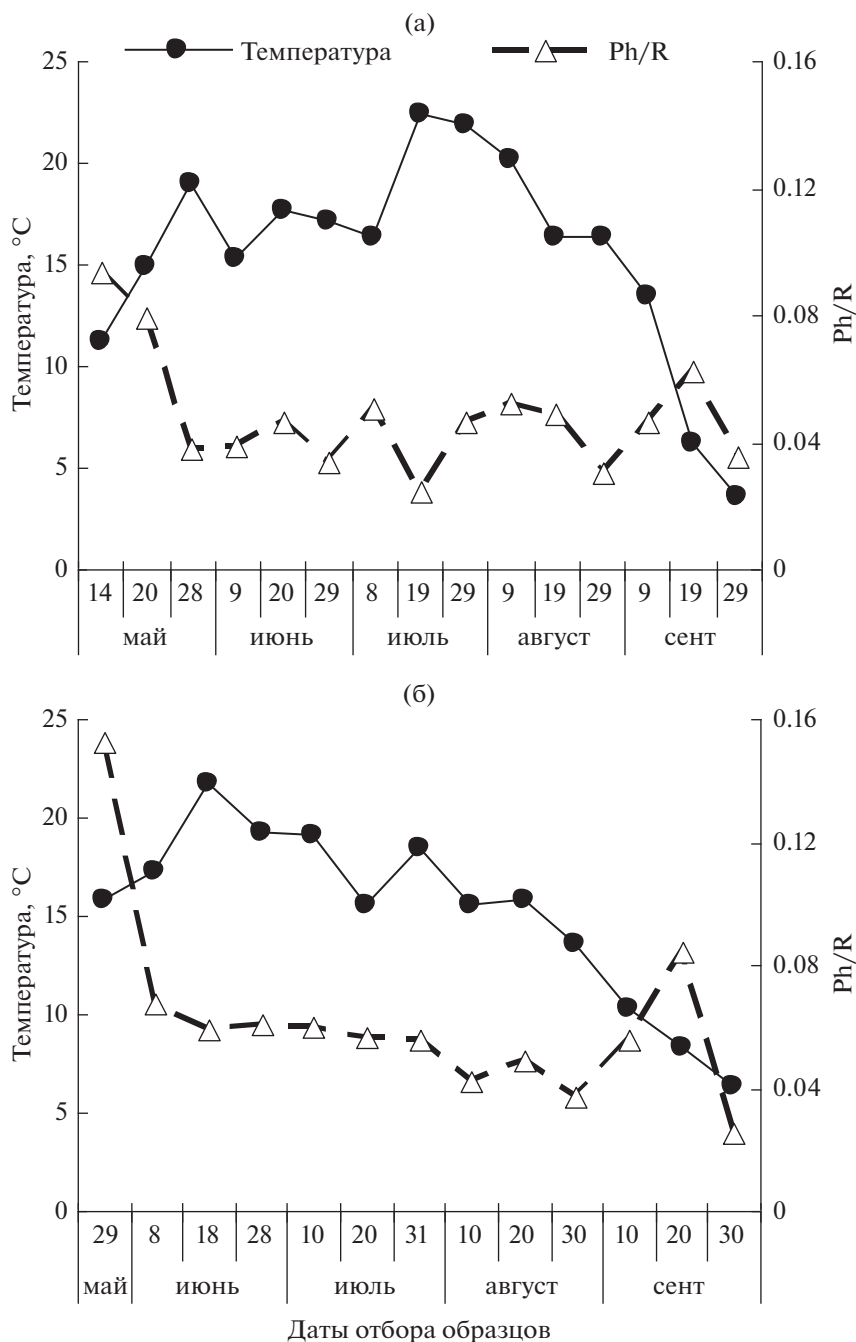 (а)
Температура Ph/R
25 0.16
20
0.12
15
0.08
10
0.04
5
0 0
Температура, °С
Ph/R
14 20 28 9 20 29 8 19 29 9 19 29 9 19 29
май июнь июль август сент
(б)
25 0.16
20
0.12
15
0.08
10
0.04
5
0 0
Температура, °С
Ph/R
29 8 18 28 10 20 31 10 20 30 10 20 30
май июнь июль август сент
Даты отбора образцов